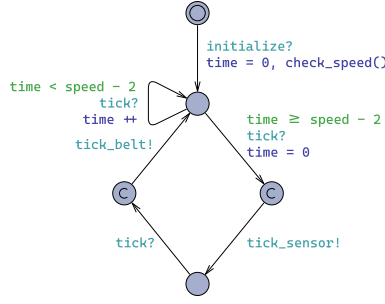 initialize?
time = 0, check_speed()
time < speed - 2
tick?
time ++
time ≥ speed - 2
tick?
time = 0
tick_belt!
C
C
tick?
tick_sensor!